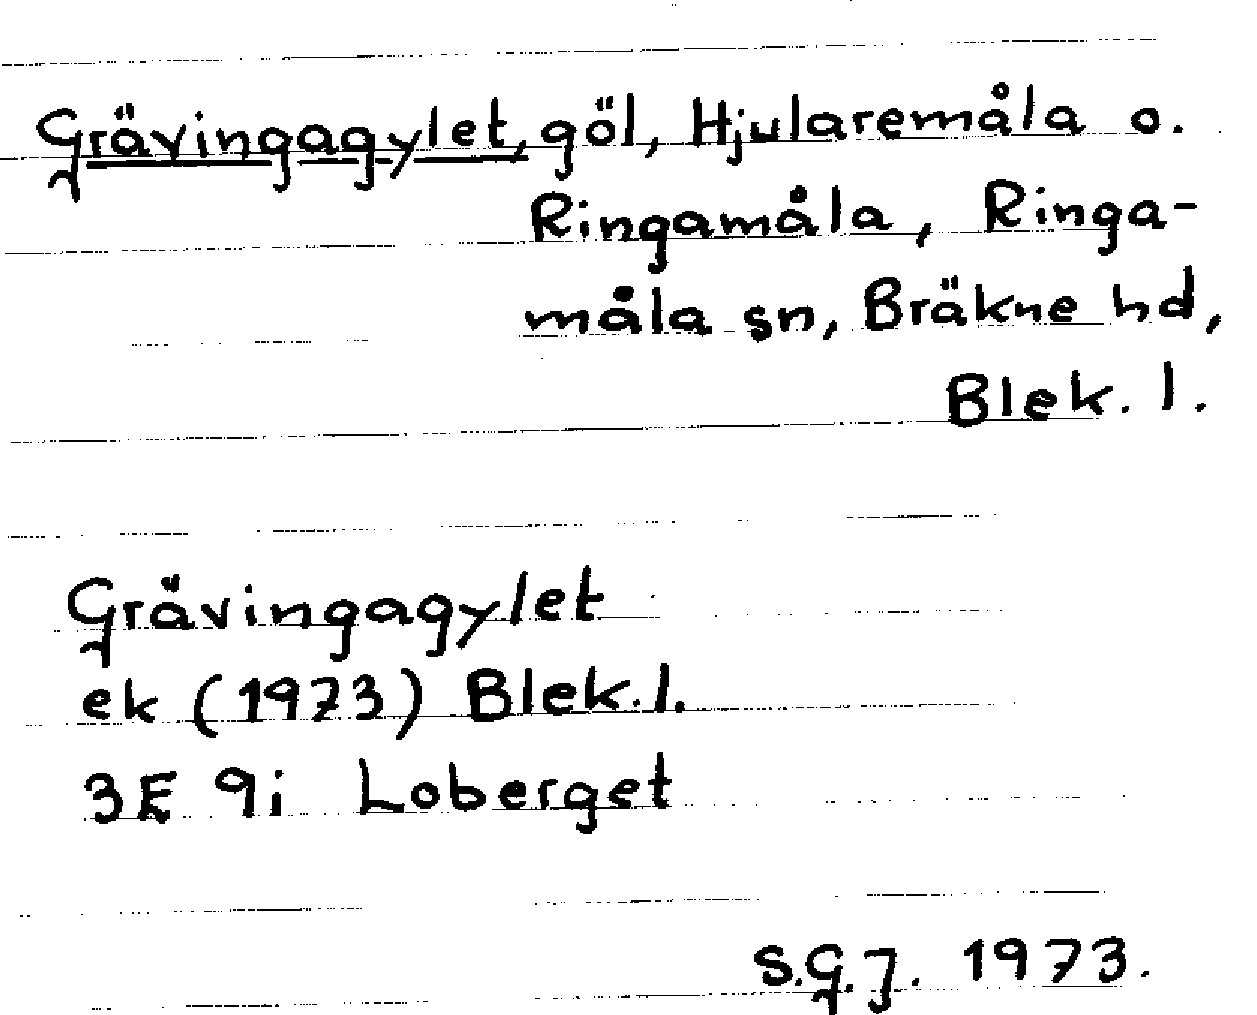 Grävingagylet, göl, Hjularemåla o.
Ringamåla, Ringa-
måla sn, Bräkne hd,
Blek. l.
Grävingagylet
ek (1973) Blek. l.
3E 9i Loberget
S.G.J. 1973.